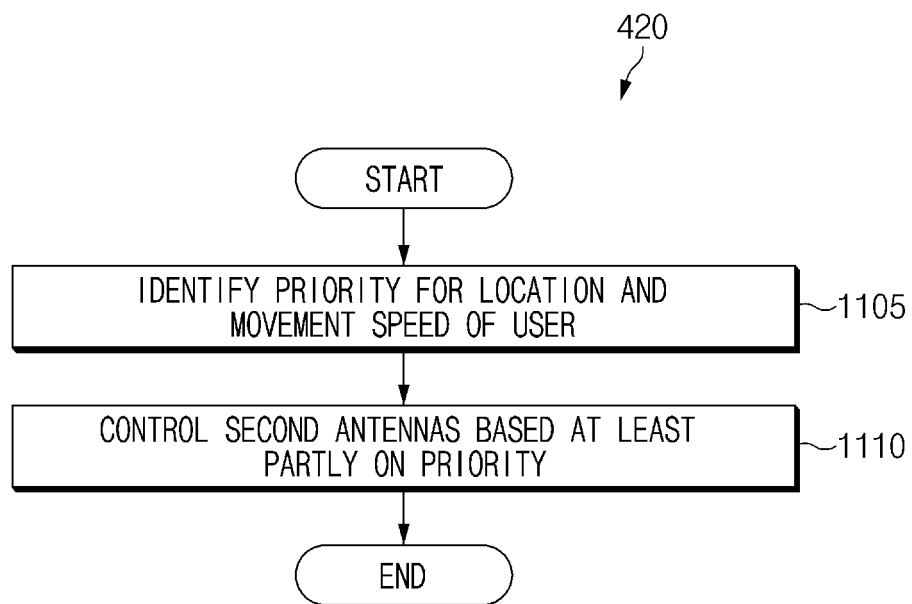 420
START
IDENTIFY PRIORITY FOR LOCATION AND
MOVEMENT SPEED OF USER
1105
CONTROL SECOND ANTENNAS BASED AT LEAST
PARTLY ON PRIORITY
1110
END